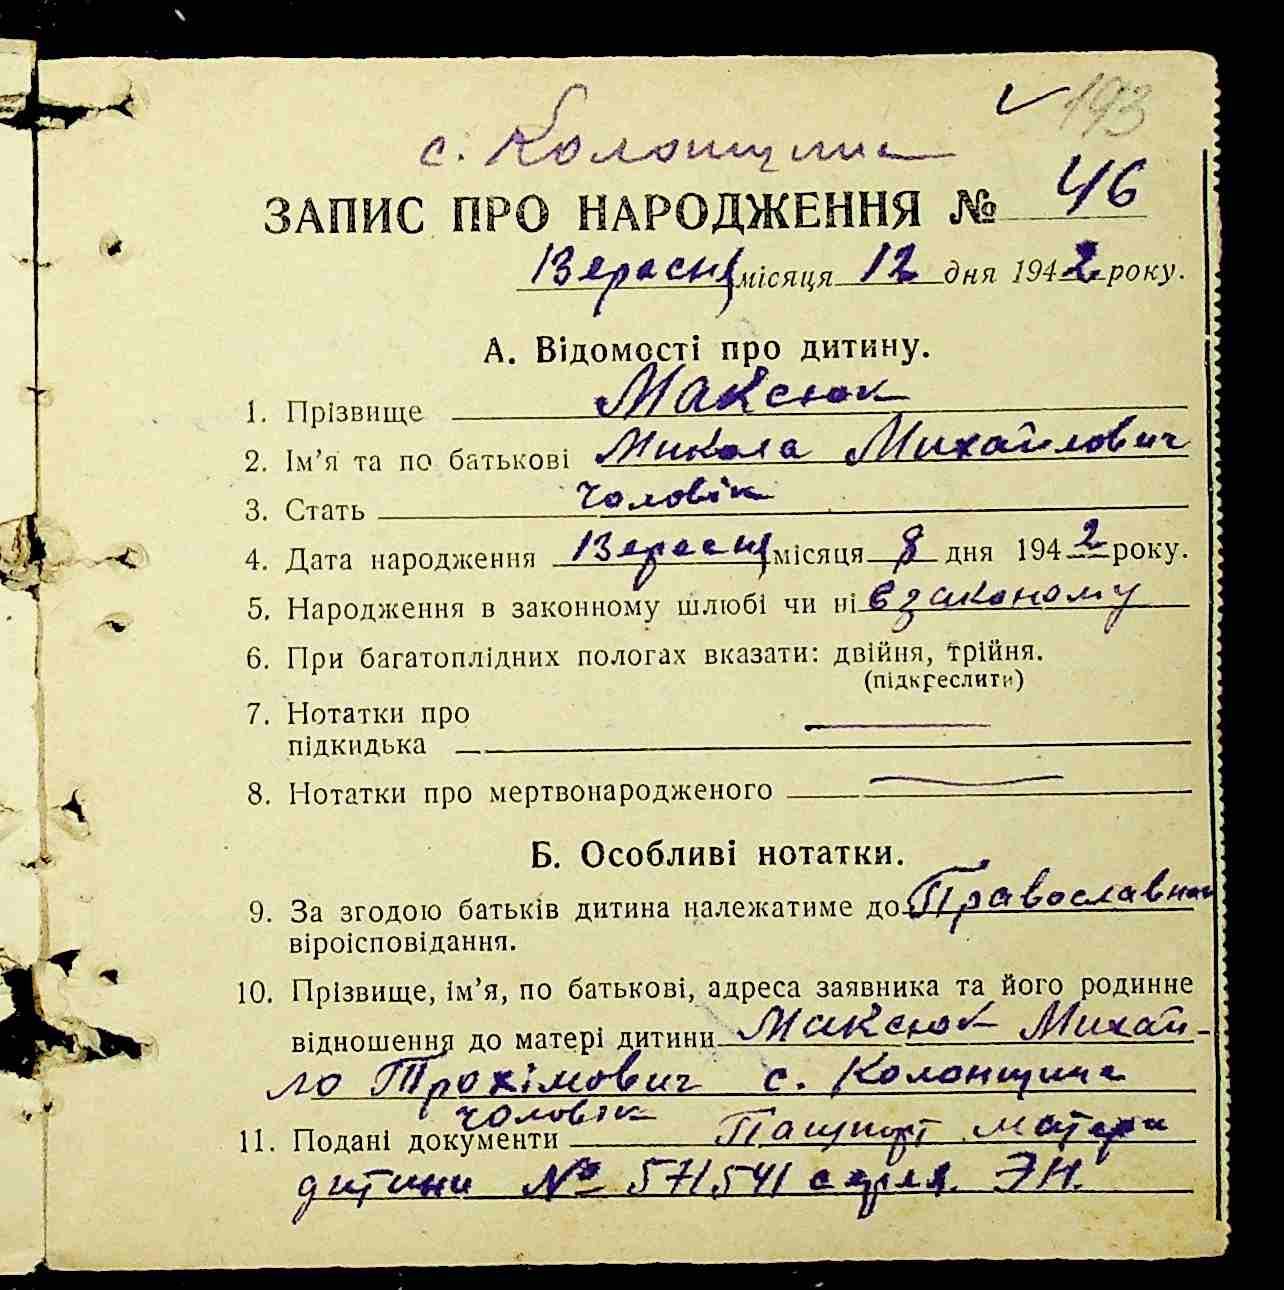 193
с. Колонщина
ЗАПИС ПРО НАРОДЖЕННЯ № 46
Вересня місяця 12 дня 1942 року.
А. Відомості про дитину.
1. Прізвище Максюк
2. Ім’я та по батькові Микола Михайлович
3. Стать чоловік
4. Дата народження Вересня місяця 8 дня 1942 року.
5. Народження в законному шлюбі чи ні в законому
6. При багатоплідних пологах вказати: двійня, трійня.
(підкреслити)
7. Нотатки про
підкидька
8. Нотатки про мертвонародженого
Б. Особливі нотатки.
9. За згодою батьків дитина належатиме до Православного
віроісповідання.
10. Прізвище, ім’я, по батькові, адреса заявника та його родинне
відношення до матері дитини Максюк Михай-
ло Трохімович с. Колонщина
чоловік
11. Подані документи Пашпорт матери
дитини № 571541 серія ЭН.